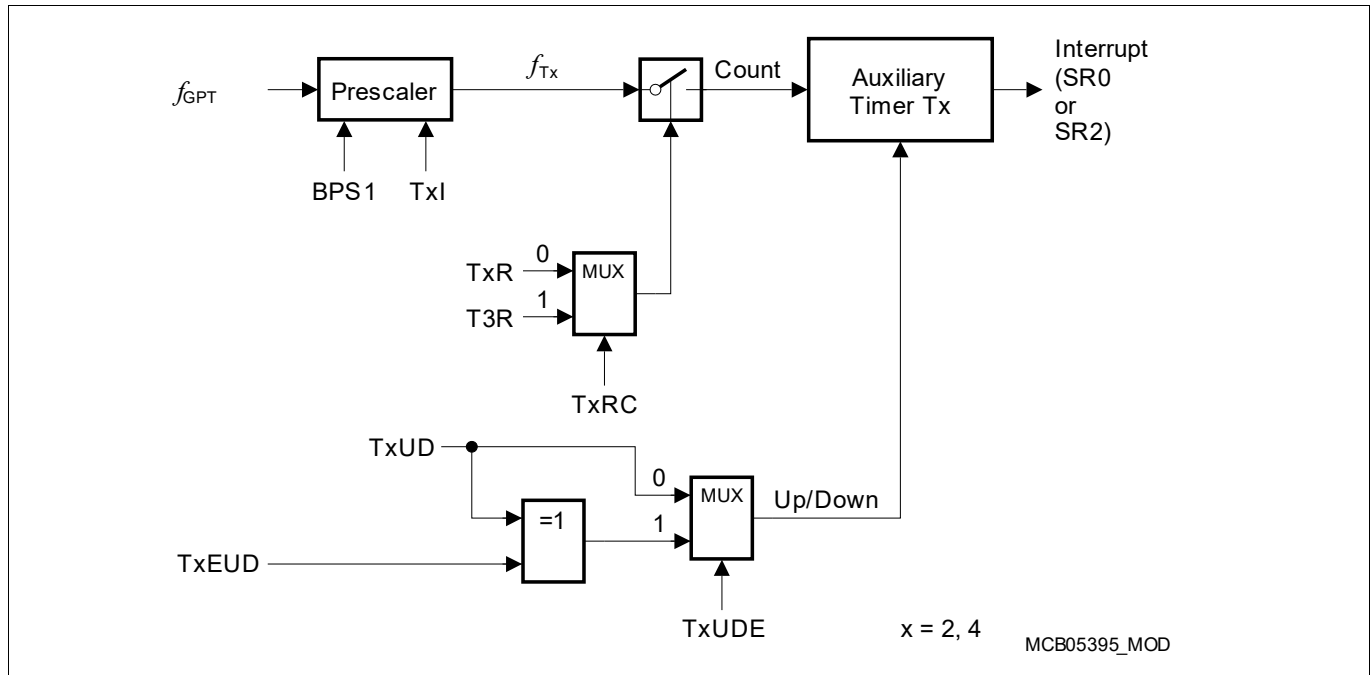 fGPT
Prescaler
fTx
Count
Auxiliary
Timer Tx
Interrupt
(SR0
or
SR2)
BPS1
TxI
TxR
0
MUX
T3R
1
TxRC
TxUD
0
MUX
Up/Down
=1
1
TxEUD
TxUDE
x = 2, 4
MCB05395_MOD